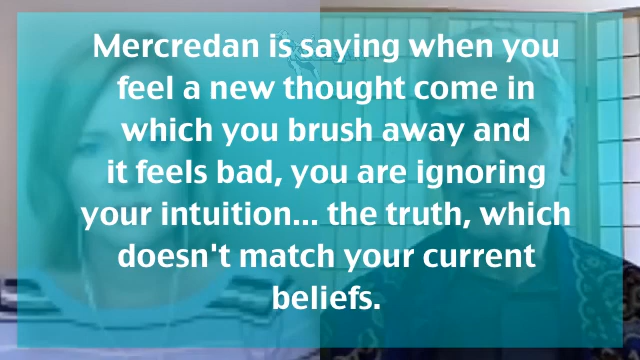 Mercredan is saying when you
feel a new thought come in
which you brush away and
it feels bad, you are ignoring
your intuition... the truth, which
doesn't match your current
beliefs.